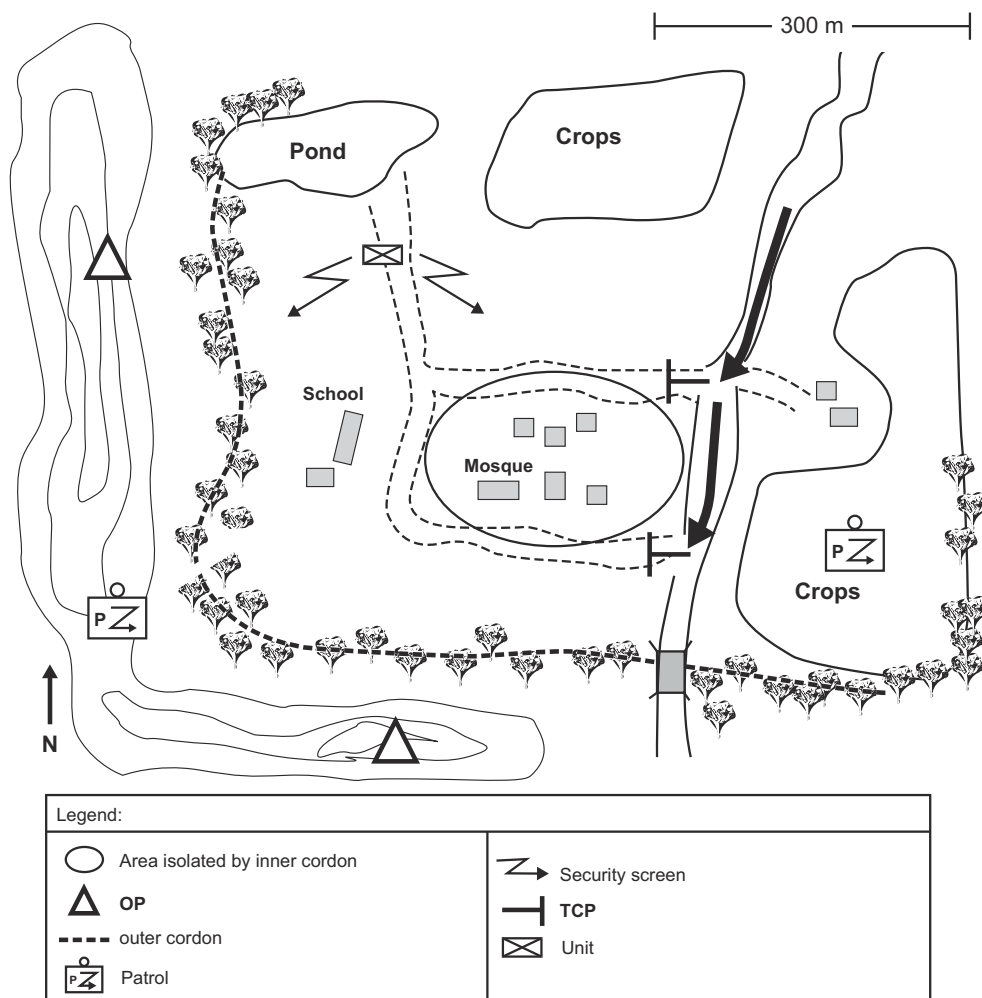 300 m
Pond
Crops
School
Mosque
P
Crops
P
N
Legend:
Area isolated by inner cordon
OP
outer cordon
P
Patrol
Security screen
TCP
Unit